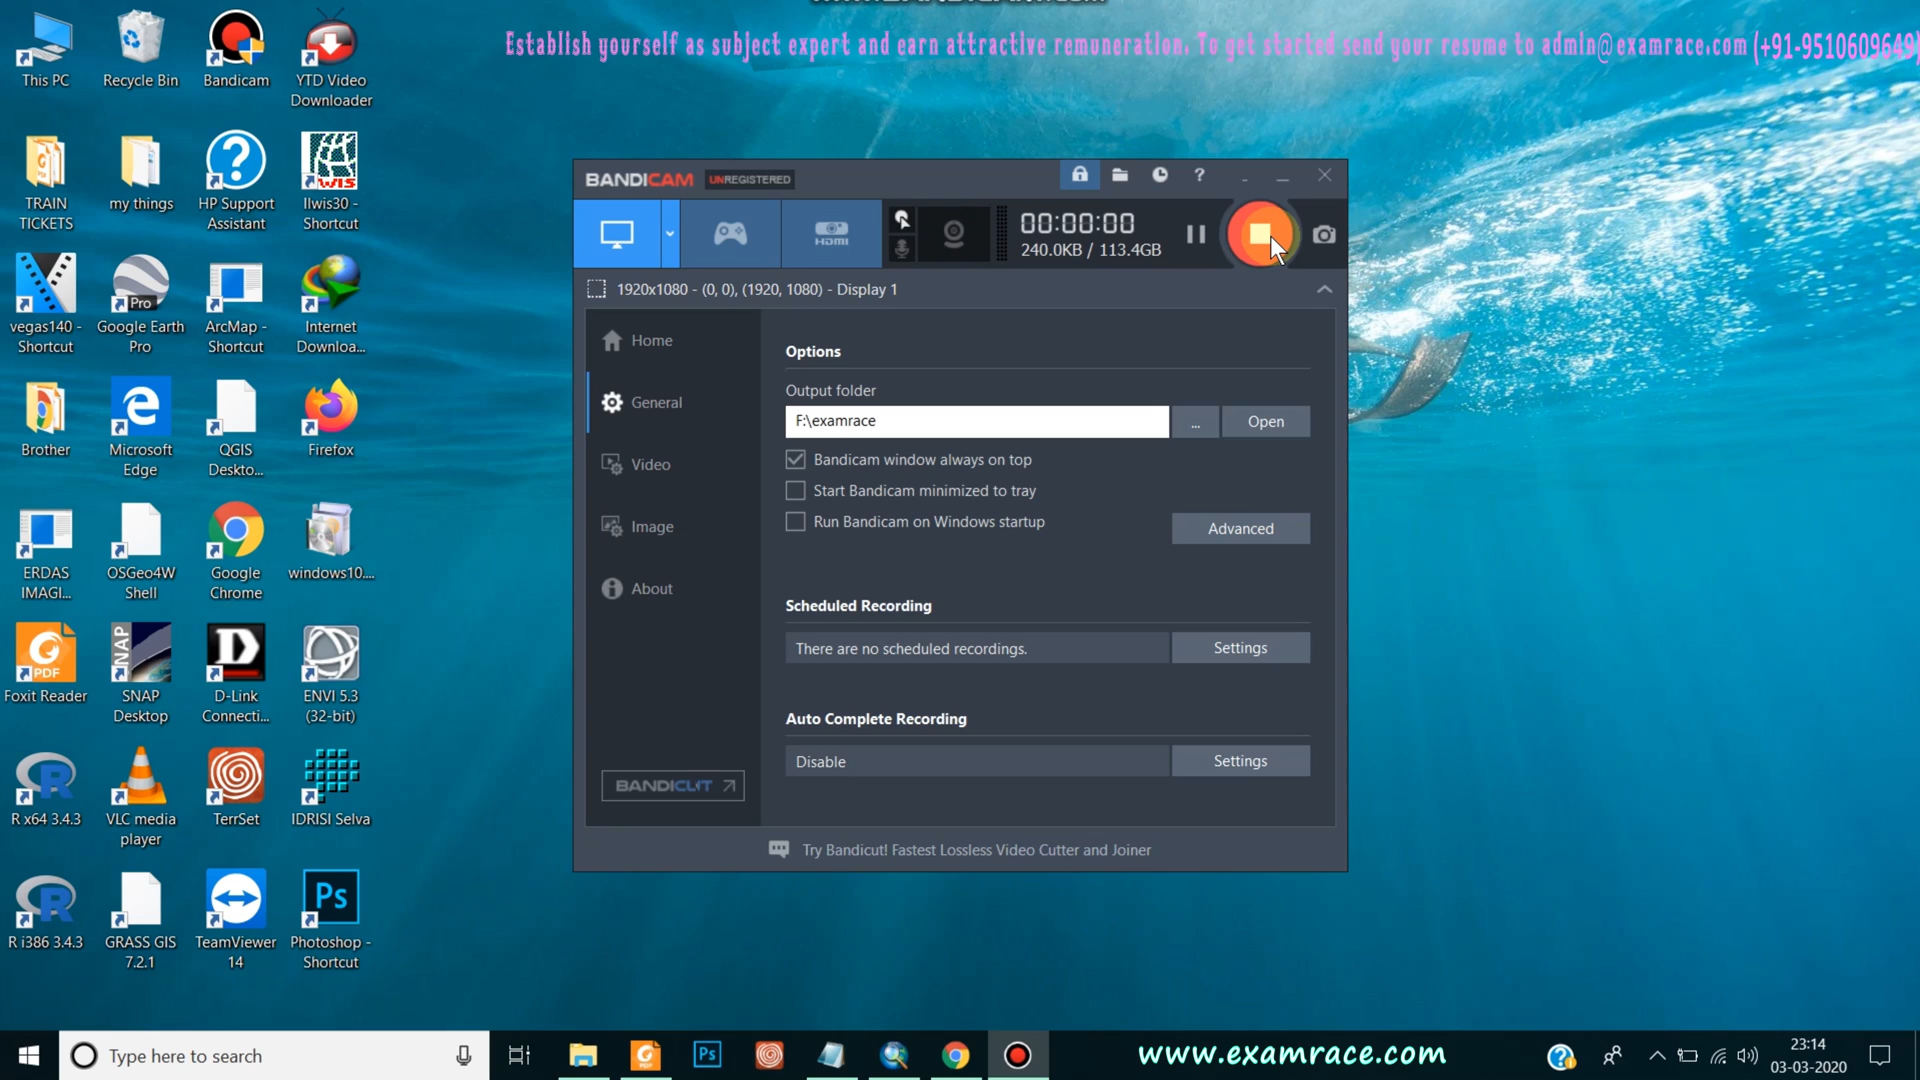 Establish yourself as subject expert and earn attractive remuneration. To get started send your resume to admin@examrace.com (+91-9510609649)
This PC
Recycle Bin
Bandicam
YTD Video
Downloader
TRAIN
TICKETS
my things
HP Support
Assistant
Ilwis30 -
Shortcut
vegas140 -
Shortcut
Google Earth
Pro
ArcMap -
Shortcut
Internet
Downloa...
Brother
Microsoft
Edge
QGIS
Deskto...
Firefox
ERDAS
IMAGI...
OSGeo4W
Shell
Google
Chrome
windows10....
Foxit Reader
SNAP
Desktop
D-Link
Connecti...
ENVI 5.3
(32-bit)
R x64 3.4.3
VLC media
player
TerrSet
IDRISI Selva
R i386 3.4.3
GRASS GIS
7.2.1
TeamViewer
14
Photoshop -
Shortcut
BANDICAM UNREGISTERED
HDMI
00:00:00
240.0KB / 113.4GB
1920x1080 - (0, 0), (1920, 1080) - Display 1
Home
General
Video
Image
About
BANDICUT
Options
Output folder
F:\examrace
...
Open
Bandicam window always on top
Start Bandicam minimized to tray
Run Bandicam on Windows startup
Advanced
Scheduled Recording
There are no scheduled recordings.
Settings
Auto Complete Recording
Disable
Settings
Try Bandicut! Fastest Lossless Video Cutter and Joiner
Type here to search
www.examrace.com
23:14
03-03-2020